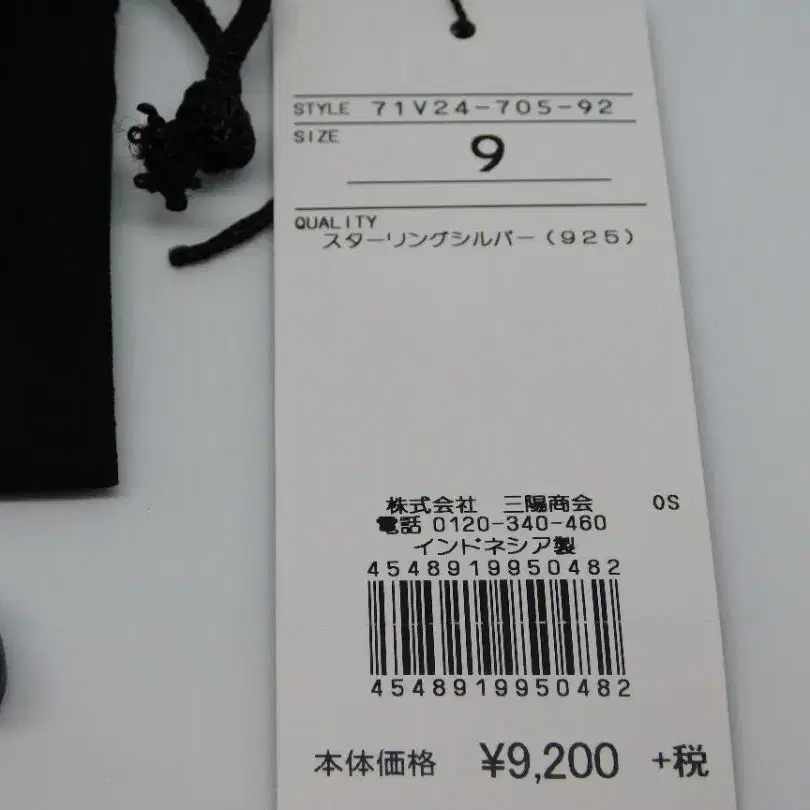 STYLE 71V24-705-92
SIZE 9
QUALITY
スターリングシルバー(925)
株式会社 三陽商会 OS
電話 0120-340-460
インドネシア製
4548919950482
4548919950482
本体価格 ¥9,200 +税